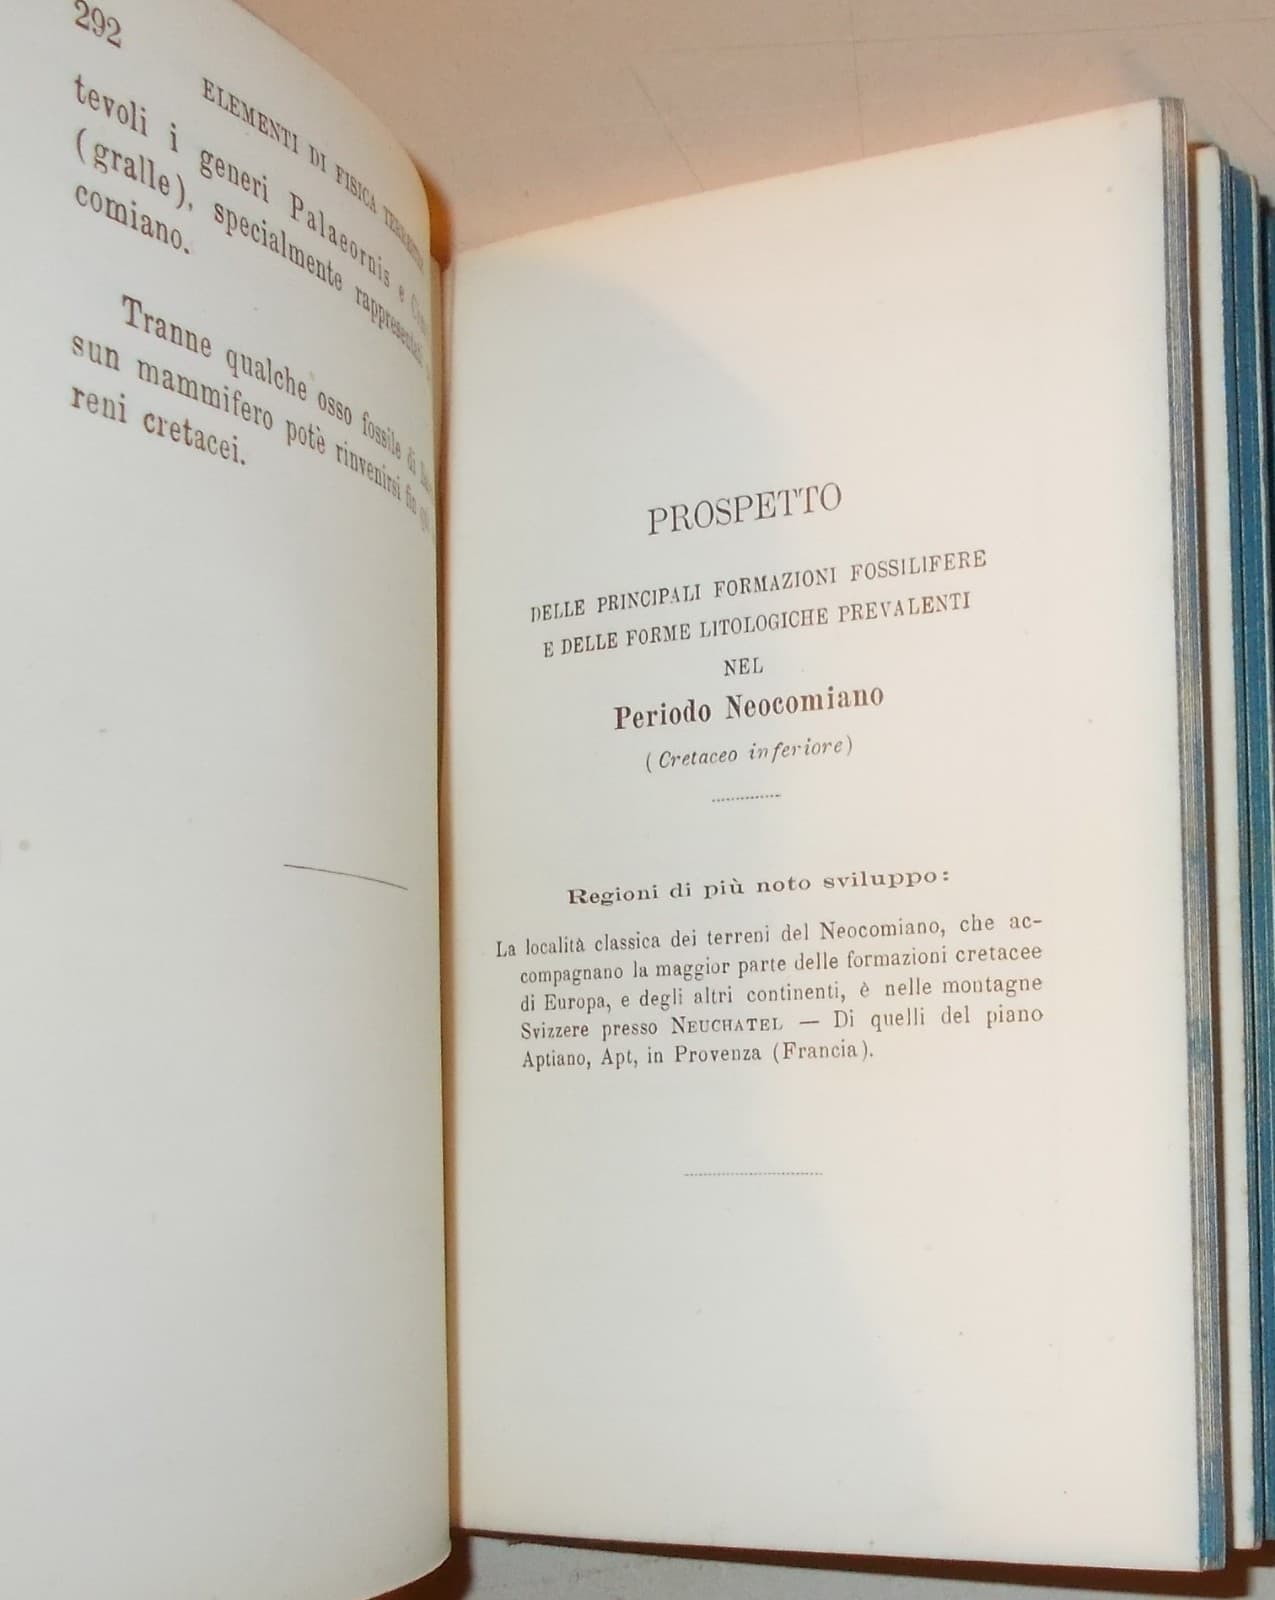 292
ELEMENTI DI FISICA TERRESTRE
tevoli i generi Palaeornis e
(gralle), specialmente rappresentati
comiano.
Tranne qualche osso fossile di
sun mammifero potè rinvenirsi fin
reni cretacei.
PROSPETTO
DELLE PRINCIPALI FORMAZIONI FOSSILIFERE
E DELLE FORME LITOLOGICHE PREVALENTI
NEL
Periodo Neocomiano
(Cretaceo inferiore)
Regioni di più noto sviluppo:
La località classica dei terreni del Neocomiano, che ac-
compagnano la maggior parte delle formazioni cretacee
di Europa, e degli altri continenti, è nelle montagne
Svizzere presso NEUCHATEL — Di quelli del piano
Aptiano, Apt, in Provenza (Francia).